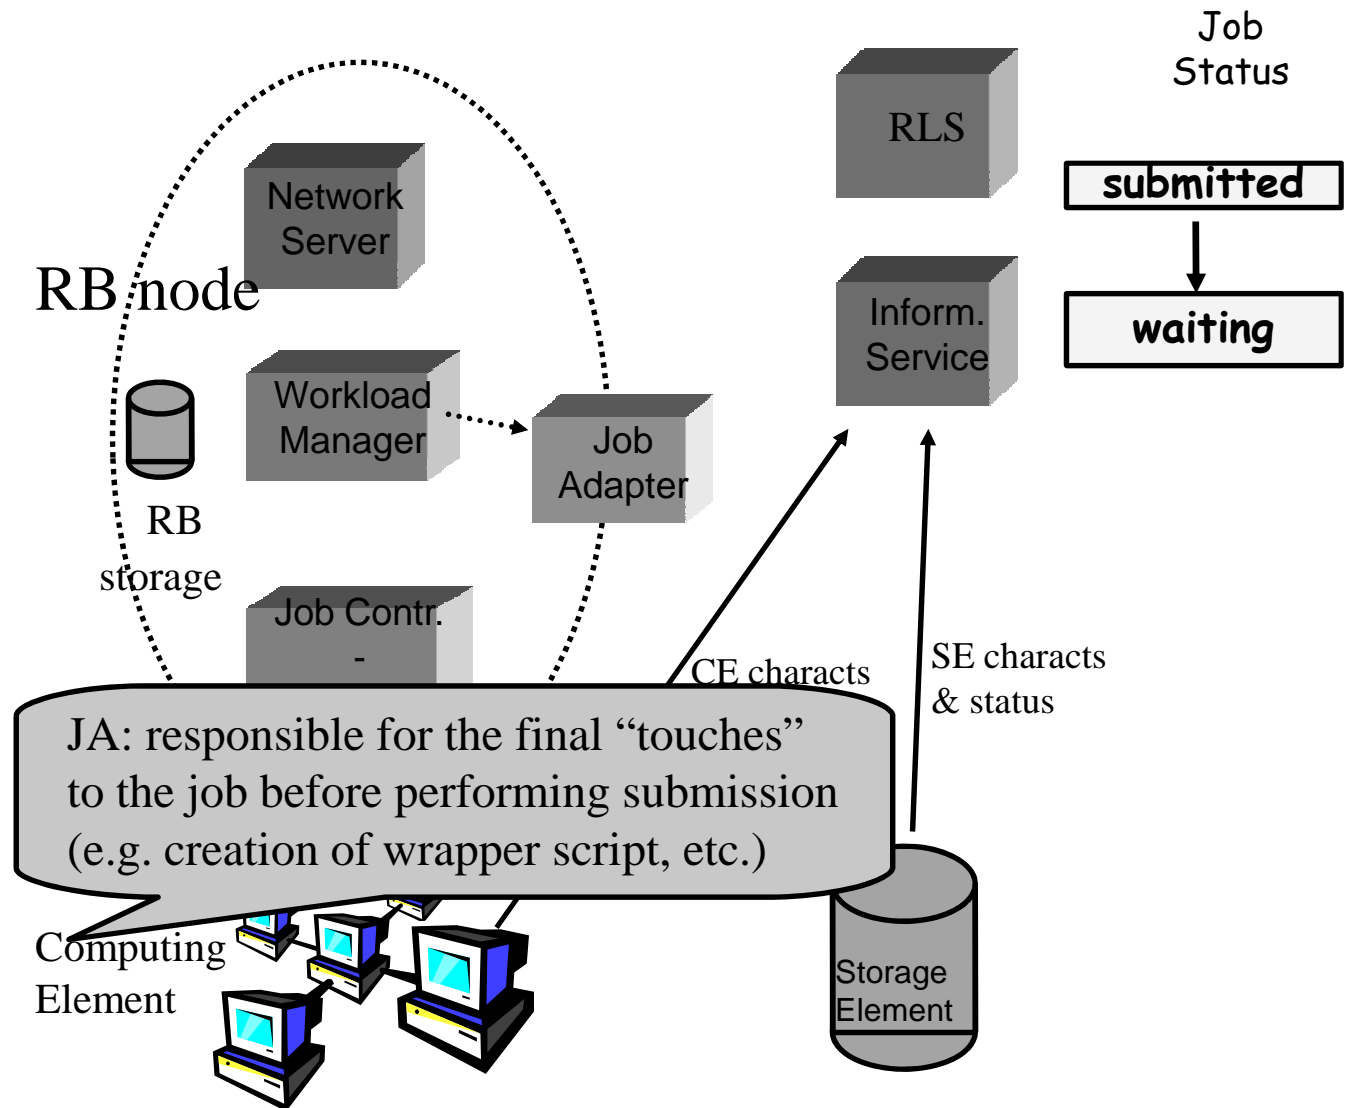 Job
Status
RLS
submitted
Network
Server
RB node
Inform.
Service
waiting
Workload
Manager
Job
Adapter
RB
storage
Job Contr.
-
CE characts
SE characts
& status
JA: responsible for the final “touches”
to the job before performing submission
(e.g. creation of wrapper script, etc.)
Computing
Element
Storage
Element